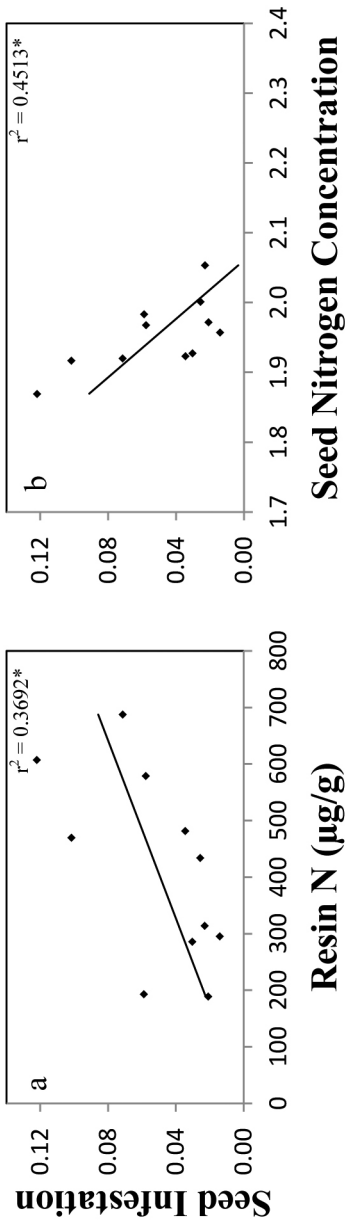 a
r² = 0.3692*
0.12
0.08
0.04
0.00
0 100 200 300 400 500 600 700 800
Seed Infestation
Resin N (µg/g)
b
r² = 0.4513*
0.12
0.08
0.04
0.00
1.7 1.8 1.9 2.0 2.1 2.2 2.3 2.4
Seed Nitrogen Concentration